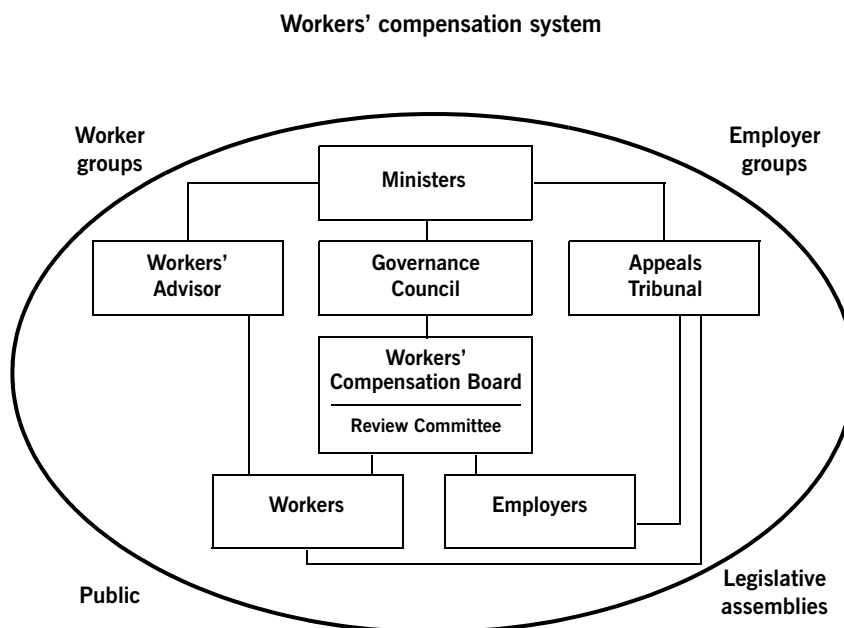 Workers’ compensation system
Worker
groups
Employer
groups
Ministers
Workers’
Advisor
Governance
Council
Appeals
Tribunal
Workers’
Compensation Board
Review Committee
Workers
Employers
Public
Legislative
assemblies